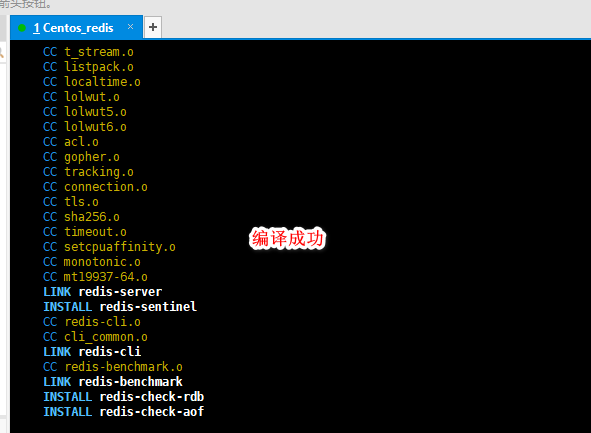 箭头按钮。
1 Centos_redis × +
CC t_stream.o
CC listpack.o
CC localtime.o
CC lolwut.o
CC lolwut5.o
CC lolwut6.o
CC acl.o
CC gopher.o
CC tracking.o
CC connection.o
CC tls.o
CC sha256.o
CC timeout.o
编译成功
CC setcpuaffinity.o
CC monotonic.o
CC mt19937-64.o
LINK redis-server
INSTALL redis-sentinel
CC redis-cli.o
CC cli_common.o
LINK redis-cli
CC redis-benchmark.o
LINK redis-benchmark
INSTALL redis-check-rdb
INSTALL redis-check-aof